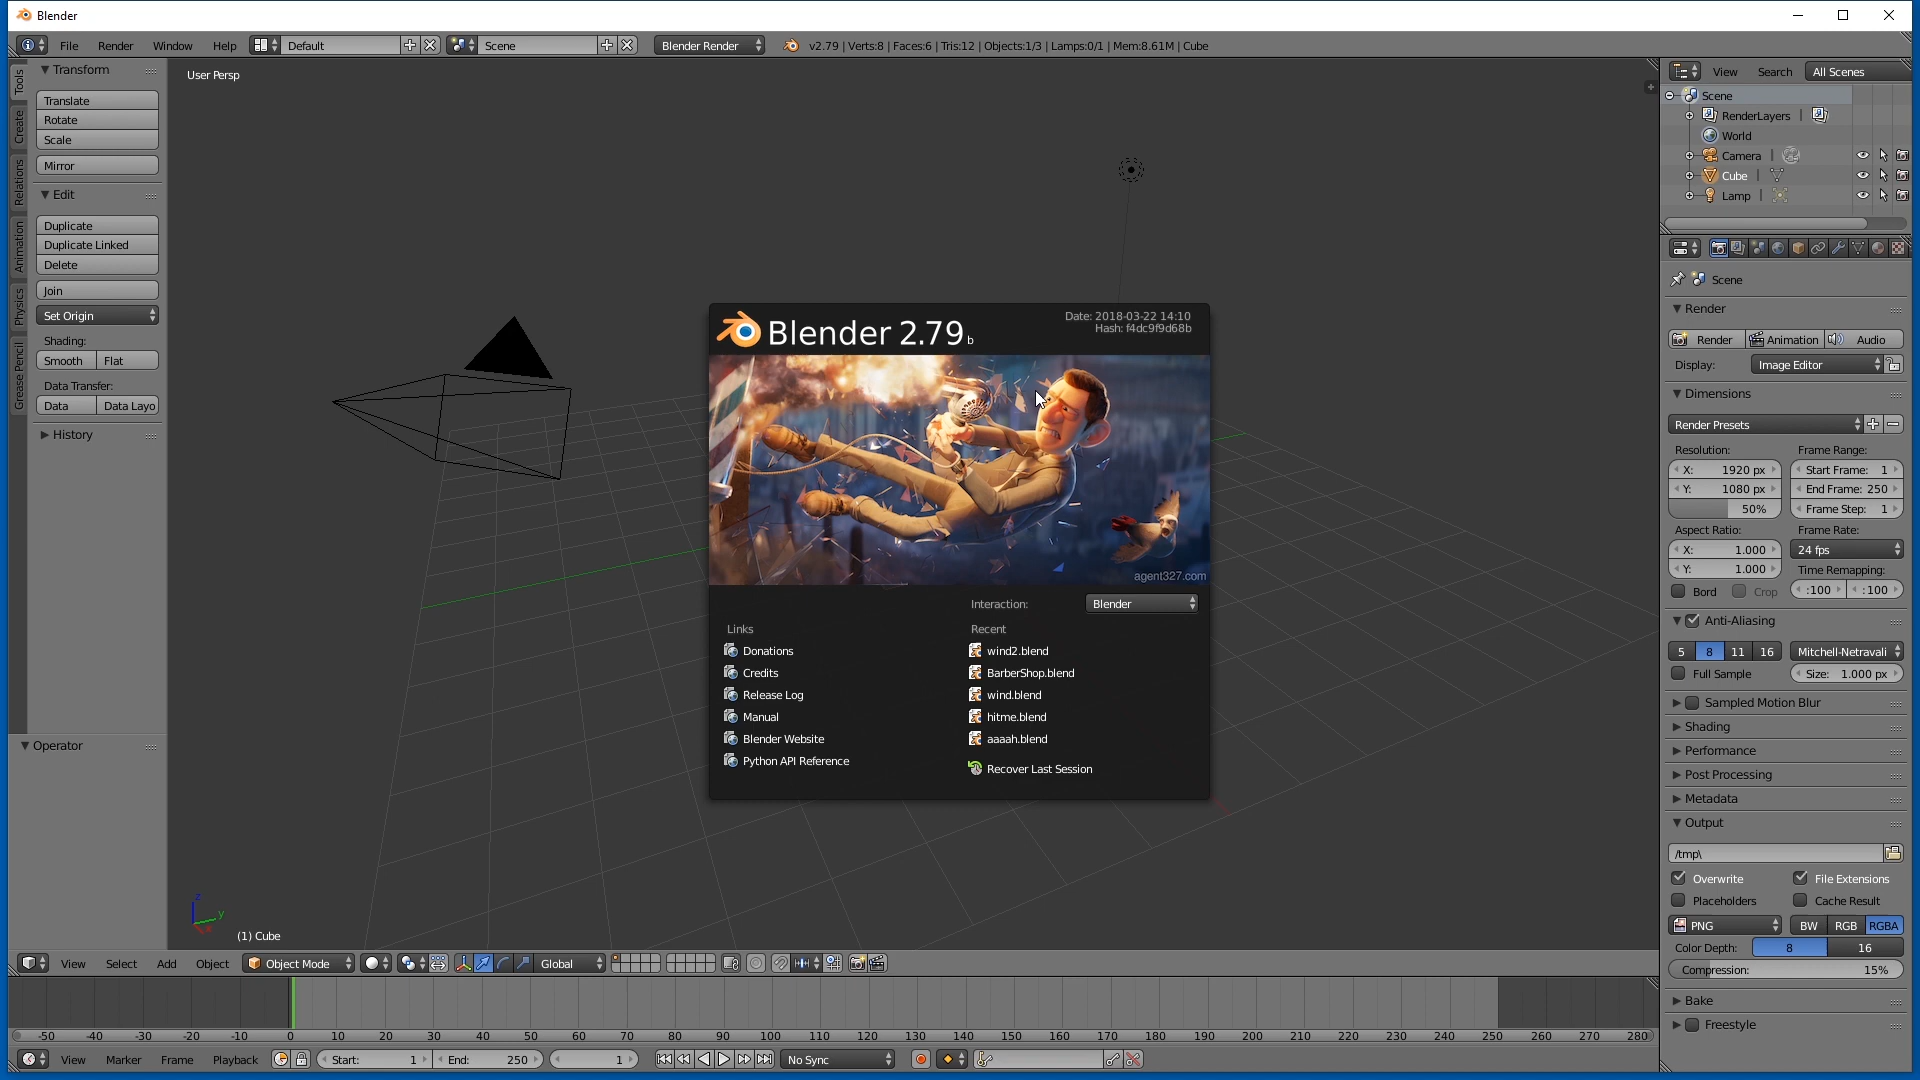 Blender
File Render Window Help Default Scene Blender Render v2.79 | Verts:8 | Faces:6 | Tris:12 | Objects:1/3 | Lamps:0/1 | Mem:8.61M | Cube
Tools
Create
Relations
Animation
Physics
Grease Pencil
Transform
Translate
Rotate
Scale
Mirror
Edit
Duplicate
Duplicate Linked
Delete
Join
Set Origin
Shading:
Smooth Flat
Data Transfer:
Data Data Layo
History
Operator
User Persp
Blender 2.79 b
Date: 2018-03-22 14:10
Hash: f4dc9f9d68b
agent327.com
Interaction: Blender
Links
Donations
Credits
Release Log
Manual
Blender Website
Python API Reference
Recent
wind2.blend
BarberShop.blend
wind.blend
hitme.blend
aaaah.blend
Recover Last Session
z
y
x
(1) Cube
View Select Add Object Object Mode Global
-50 -40 -30 -20 -10 0 10 20 30 40 50 60 70 80 90 100 110 120 130 140 150 160 170 180 190 200 210 220 230 240 250 260 270 280
View Marker Frame Playback Start: 1 End: 250 1 No Sync
View Search All Scenes
Scene
RenderLayers |
World
Camera |
Cube |
Lamp |
Scene
Render
Render Animation Audio
Display: Image Editor
Dimensions
Render Presets
Resolution: Frame Range:
X: 1920 px Start Frame: 1
Y: 1080 px End Frame: 250
50% Frame Step: 1
Aspect Ratio: Frame Rate:
X: 1.000 24 fps
Y: 1.000 Time Remapping:
Bord Crop :100 :100
Anti-Aliasing
5 8 11 16 Mitchell-Netravali
Full Sample Size: 1.000 px
Sampled Motion Blur
Shading
Performance
Post Processing
Metadata
Output
/tmp\
Overwrite File Extensions
Placeholders Cache Result
PNG BW RGB RGBA
Color Depth: 8 16
Compression: 15%
Bake
Freestyle